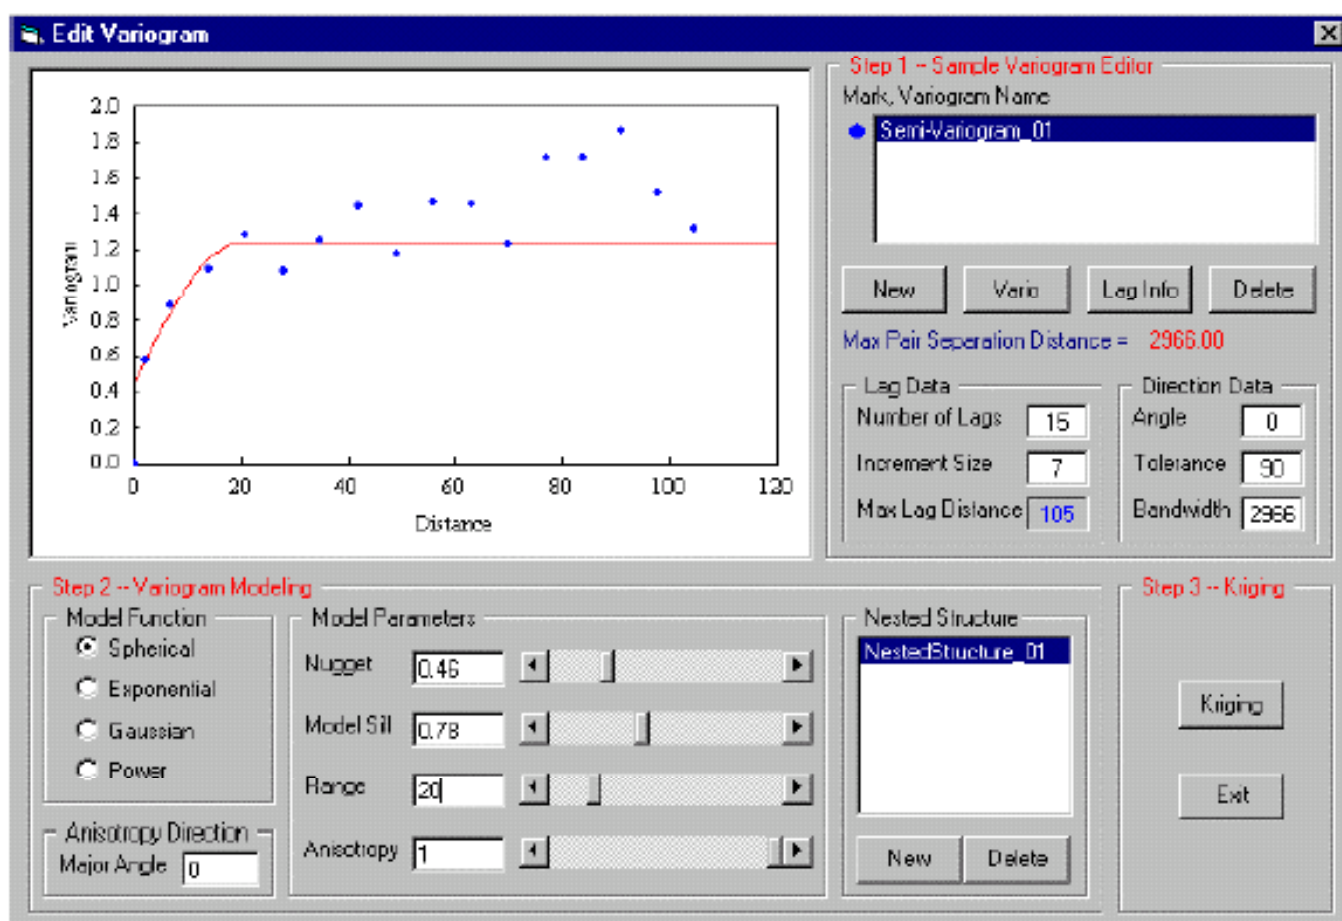 Edit Variogram
2.0
1.8
1.6
1.4
1.2
1.0
0.8
0.6
0.4
0.2
0.0
Variogram
0 20 40 60 80 100 120
Distance
Step 1 -- Sample Variogram Editor
Mark, Variogram Name
Semi-Variogram_01
New Vario Lag Info Delete
Max Pair Separation Distance = 2966.00
Lag Data
Number of Lags 15
Increment Size 7
Max Lag Distance 105
Direction Data
Angle 0
Tolerance 90
Bandwidth 2966
Step 2 -- Variogram Modeling
Model Function
Spherical
Exponential
Gaussian
Power
Anisotropy Direction
Major Angle 0
Model Parameters
Nugget 0.46
Model Sill 0.78
Range 20
Anisotropy 1
Nested Structure
NestedStructure_01
New Delete
Step 3 -- Kriging
Kriging
Exit